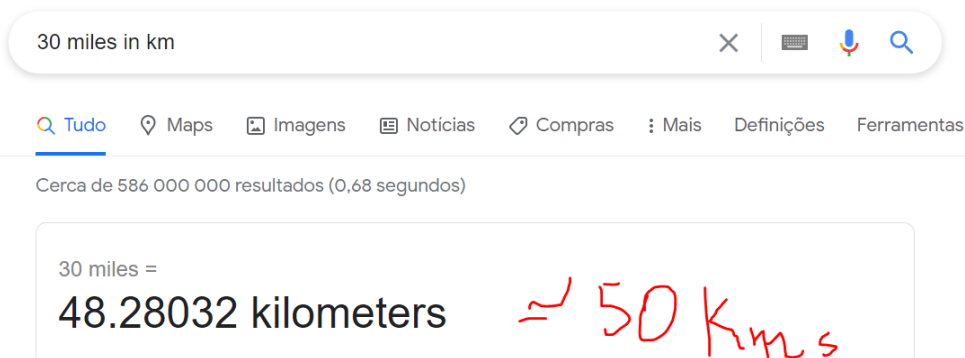 30 miles in km
Tudo Maps Imagens Notícias Compras Mais Definições Ferramentas
Cerca de 586 000 000 resultados (0,68 segundos)
30 miles =
48.28032 kilometers ≃ 50 Kms